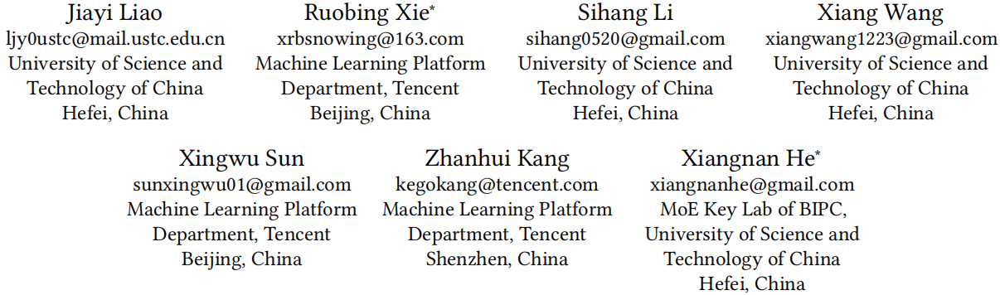 Jiayi Liao
ljy0ustc@mail.ustc.edu.cn
University of Science and
Technology of China
Hefei, China
Ruobing Xie*
xrbsnowing@163.com
Machine Learning Platform
Department, Tencent
Beijing, China
Sihang Li
sihang0520@gmail.com
University of Science and
Technology of China
Hefei, China
Xiang Wang
xiangwang1223@gmail.com
University of Science and
Technology of China
Hefei, China
Xingwu Sun
sunxingwu01@gmail.com
Machine Learning Platform
Department, Tencent
Beijing, China
Zhanhui Kang
kegokang@tencent.com
Machine Learning Platform
Department, Tencent
Shenzhen, China
Xiangnan He*
xiangnanhe@gmail.com
MoE Key Lab of BIPC,
University of Science and
Technology of China
Hefei, China